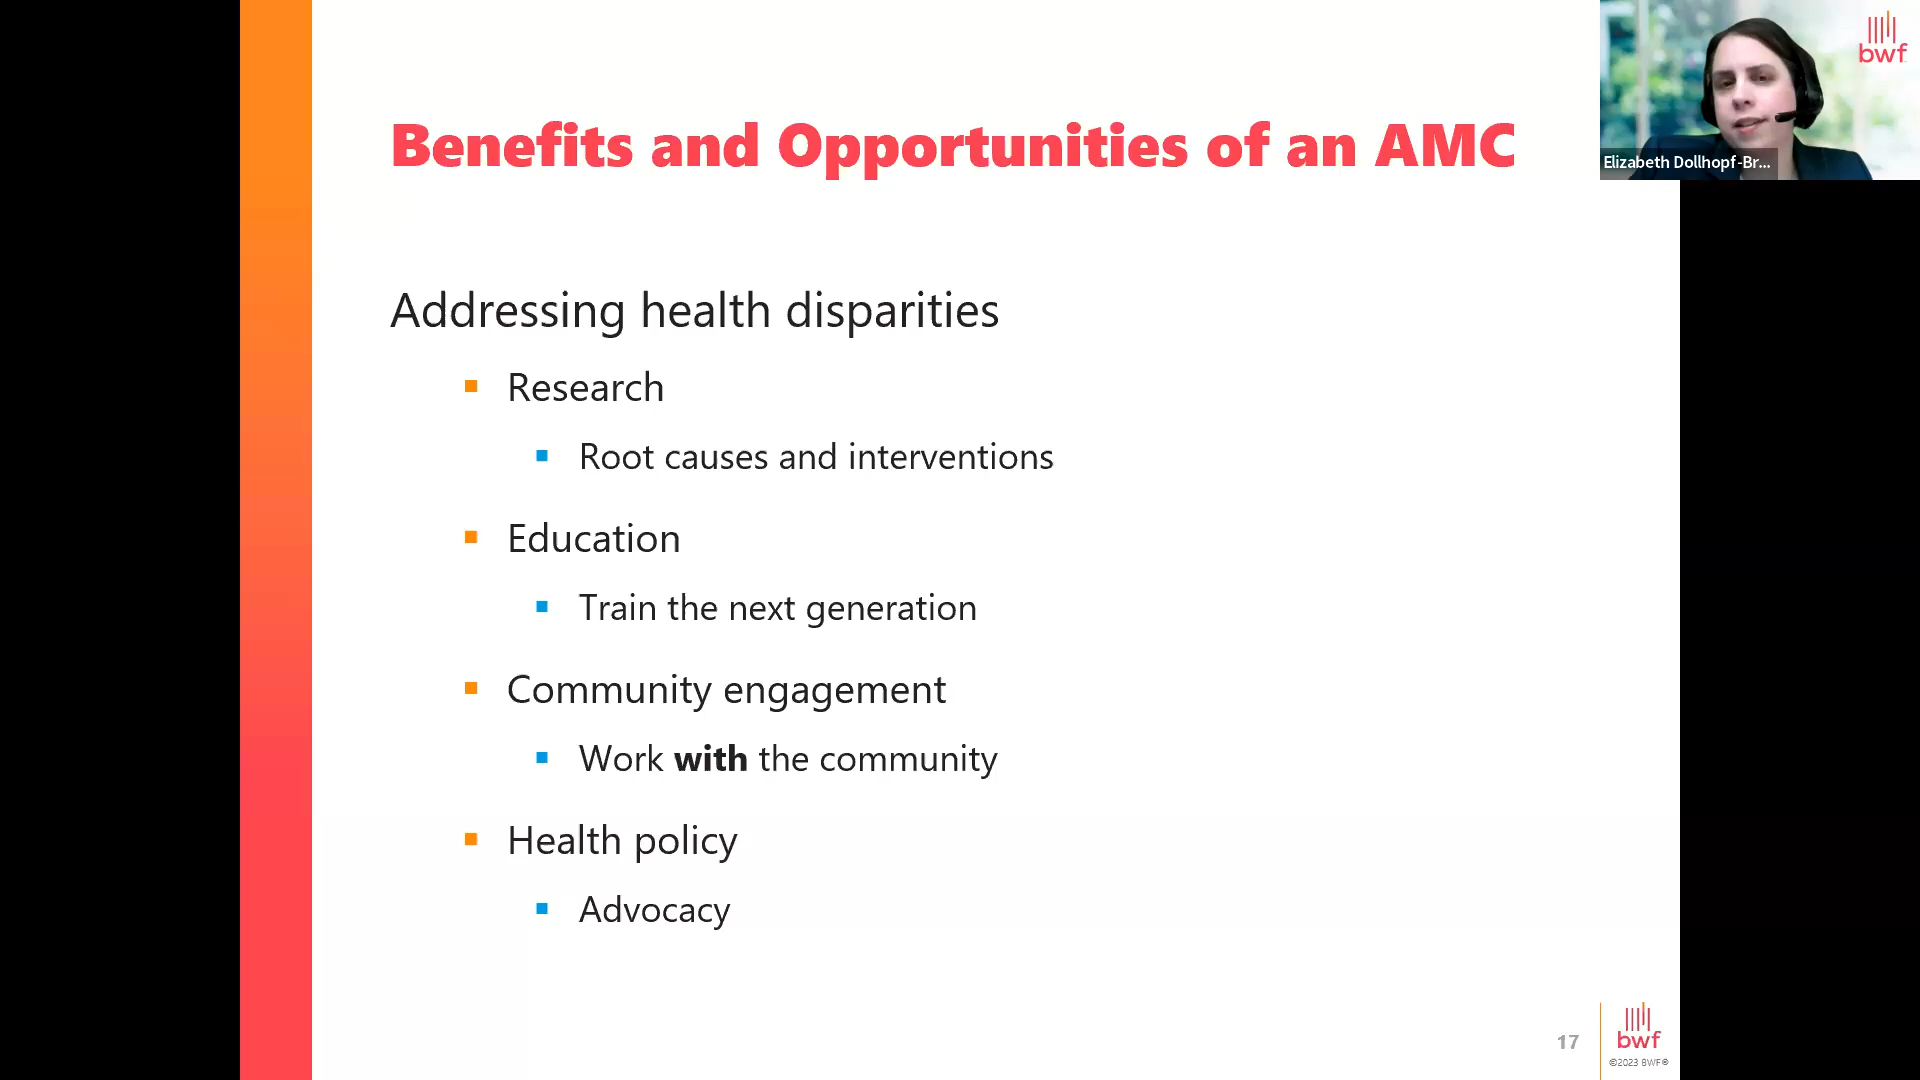 bwf
Elizabeth Dollhopf-Br...
Benefits and Opportunities of an AMC
Addressing health disparities
Research
Root causes and interventions
Education
Train the next generation
Community engagement
Work with the community
Health policy
Advocacy
17
bwf
©2023 BWF®